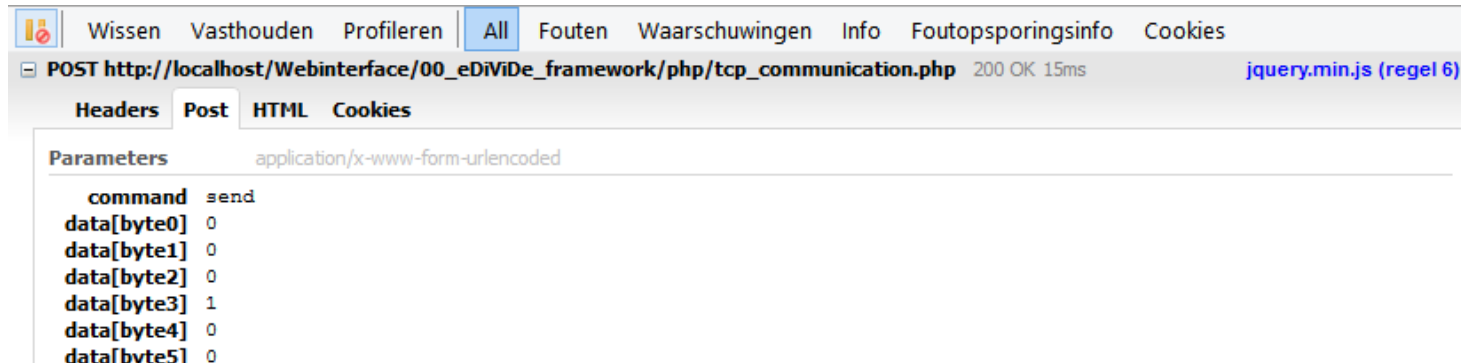 Wissen Vasthouden Profileren All Fouten Waarschuwingen Info Foutopsporingsinfo Cookies
POST http://localhost/Webinterface/00_eDiViDe_framework/php/tcp_communication.php 200 OK 15ms jquery.min.js (regel 6)
Headers Post HTML Cookies
Parameters application/x-www-form-urlencoded
command send
data[byte0] 0
data[byte1] 0
data[byte2] 0
data[byte3] 1
data[byte4] 0
data[byte5] 0